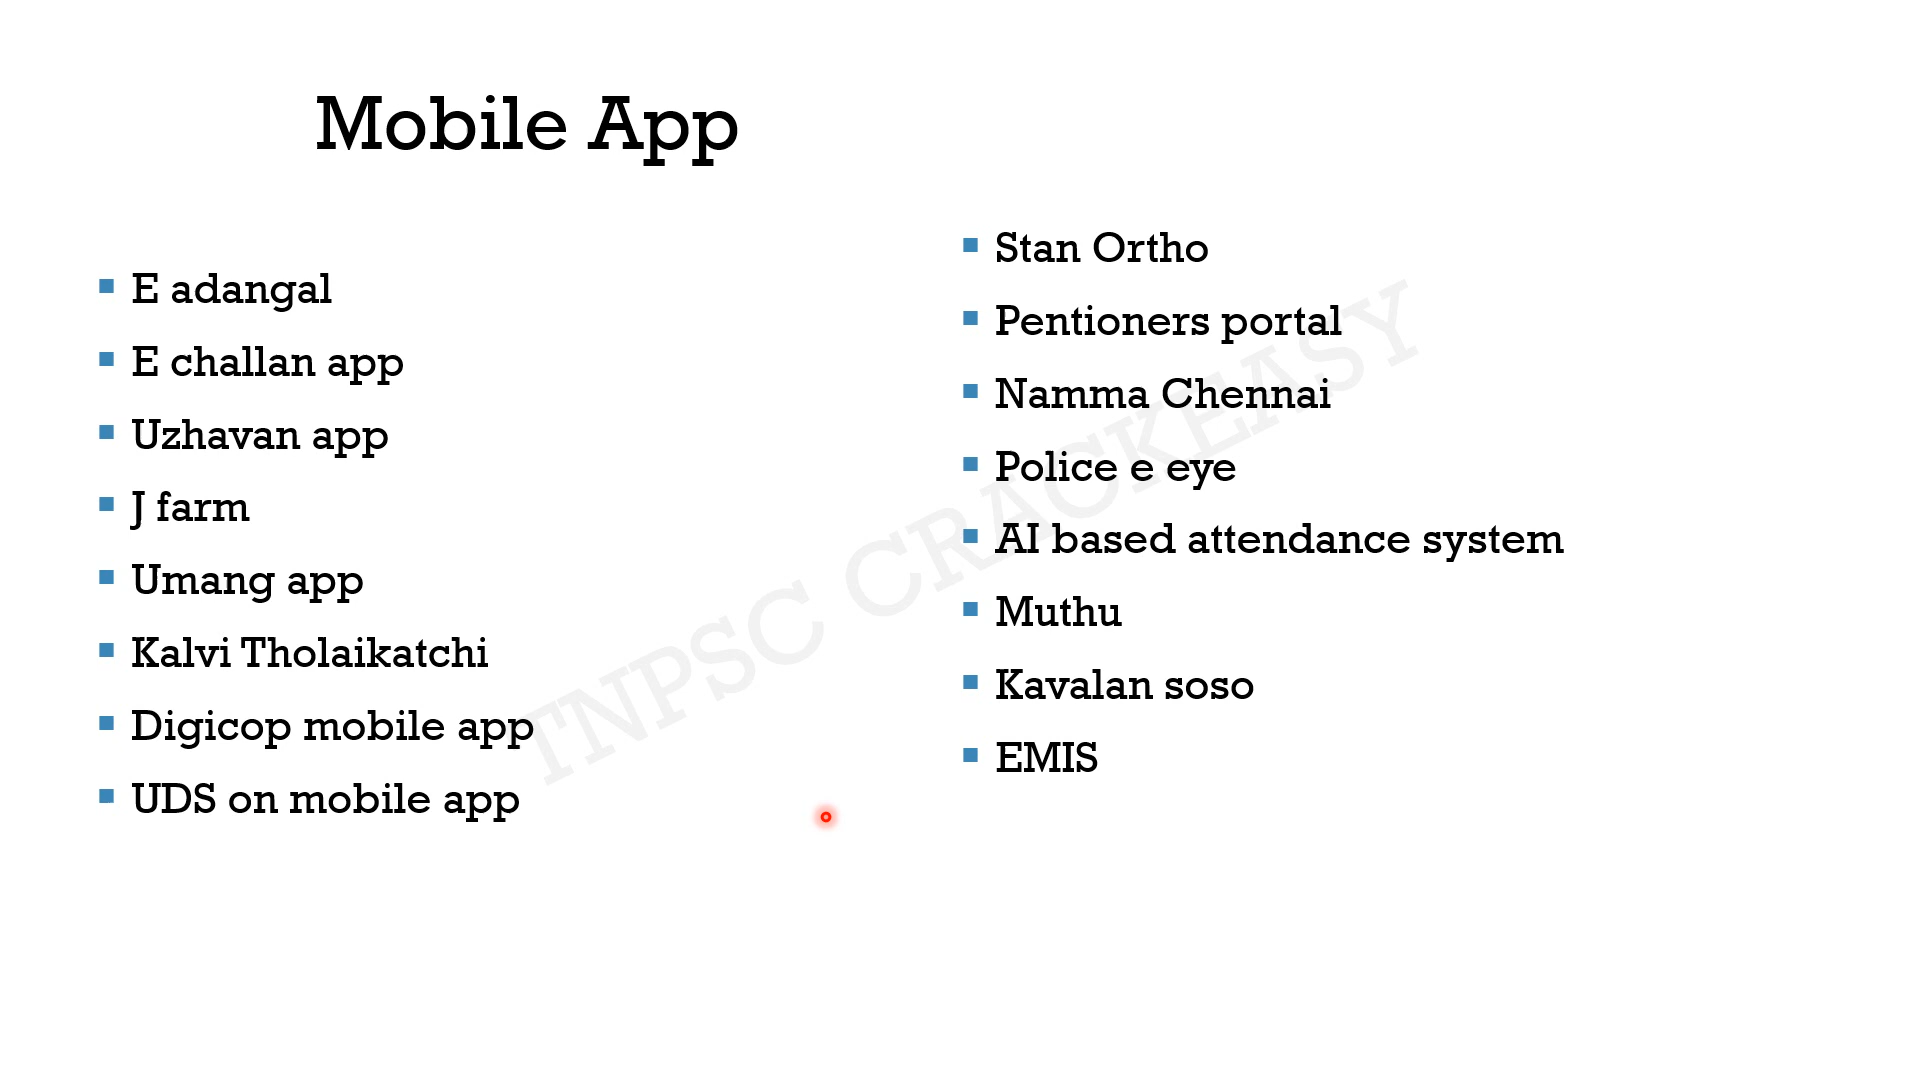 Mobile App
E adangal
E challan app
Uzhavan app
J farm
Umang app
Kalvi Tholaikatchi
Digicop mobile app
UDS on mobile app
Stan Ortho
Pentioners portal
Namma Chennai
Police e eye
AI based attendance system
Muthu
Kavalan soso
EMIS
TNPSC CRACKEASY